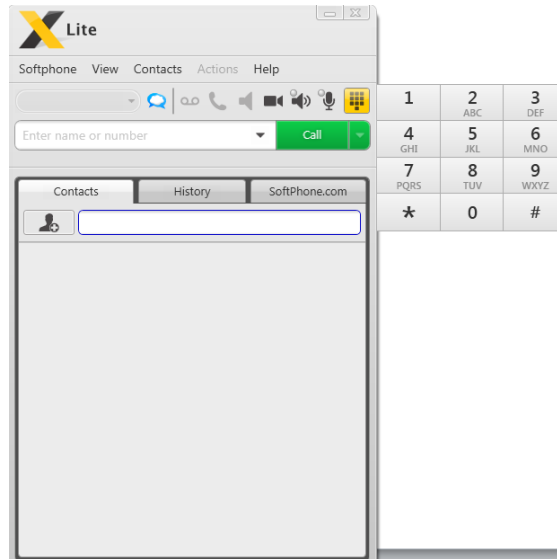 X Lite
Softphone View Contacts Actions Help
Enter name or number Call
Contacts History SoftPhone.com
1 2 ABC 3 DEF
4 GHI 5 JKL 6 MNO
7 PQRS 8 TUV 9 WXYZ
* 0 #